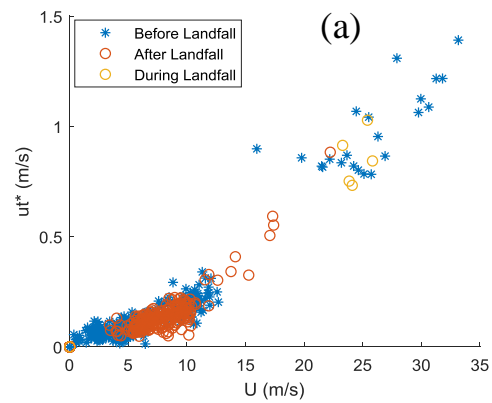 (a)
Before Landfall
After Landfall
During Landfall
ut* (m/s)
1.5
1
0.5
0
0 5 10 15 20 25 30 35
U (m/s)